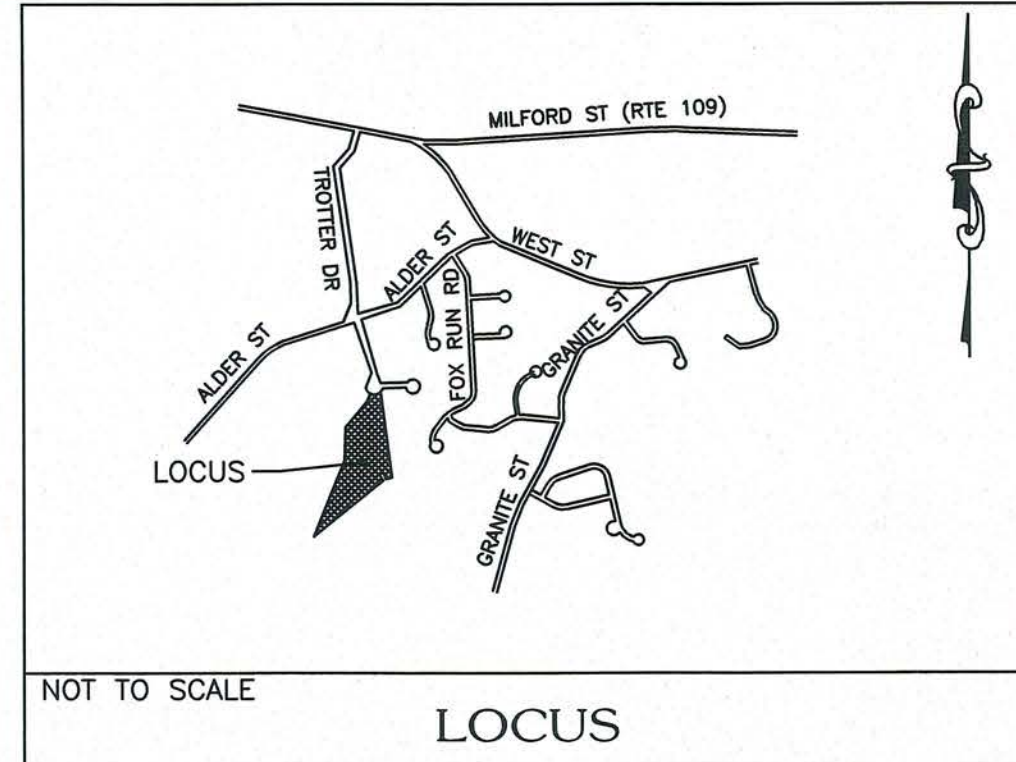 MILFORD ST (RTE 109)
TROTTER DR
ALDER ST
WEST ST
FOX RUN RD
GRANITE ST
ALDER ST
LOCUS
GRANITE ST
NOT TO SCALE
LOCUS